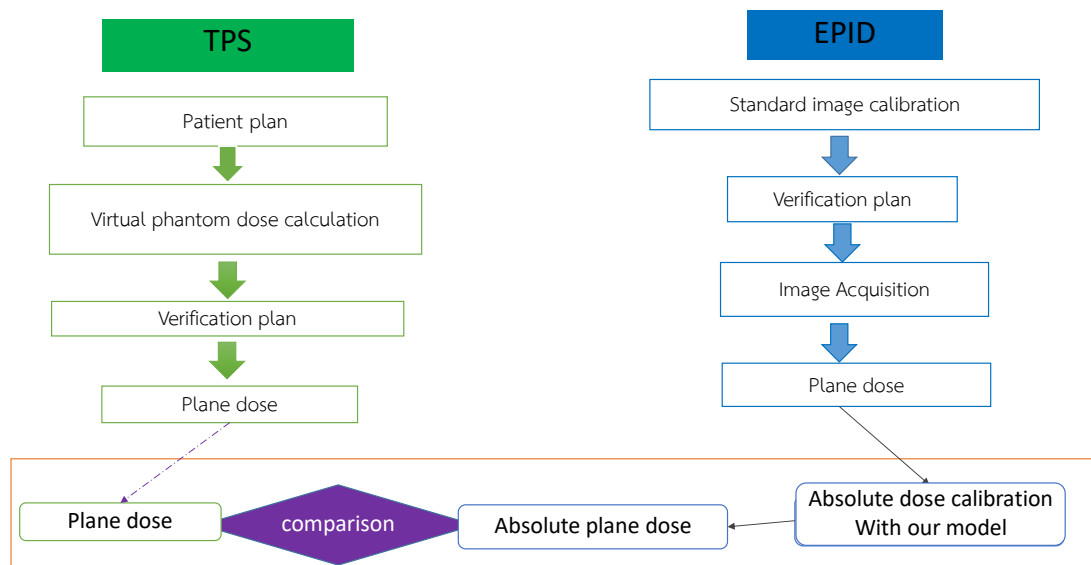 TPS
Patient plan
Virtual phantom dose calculation
Verification plan
Plane dose
EPID
Standard image calibration
Verification plan
Image Acquisition
Plane dose
Plane dose
comparison
Absolute plane dose
Absolute dose calibration
With our model